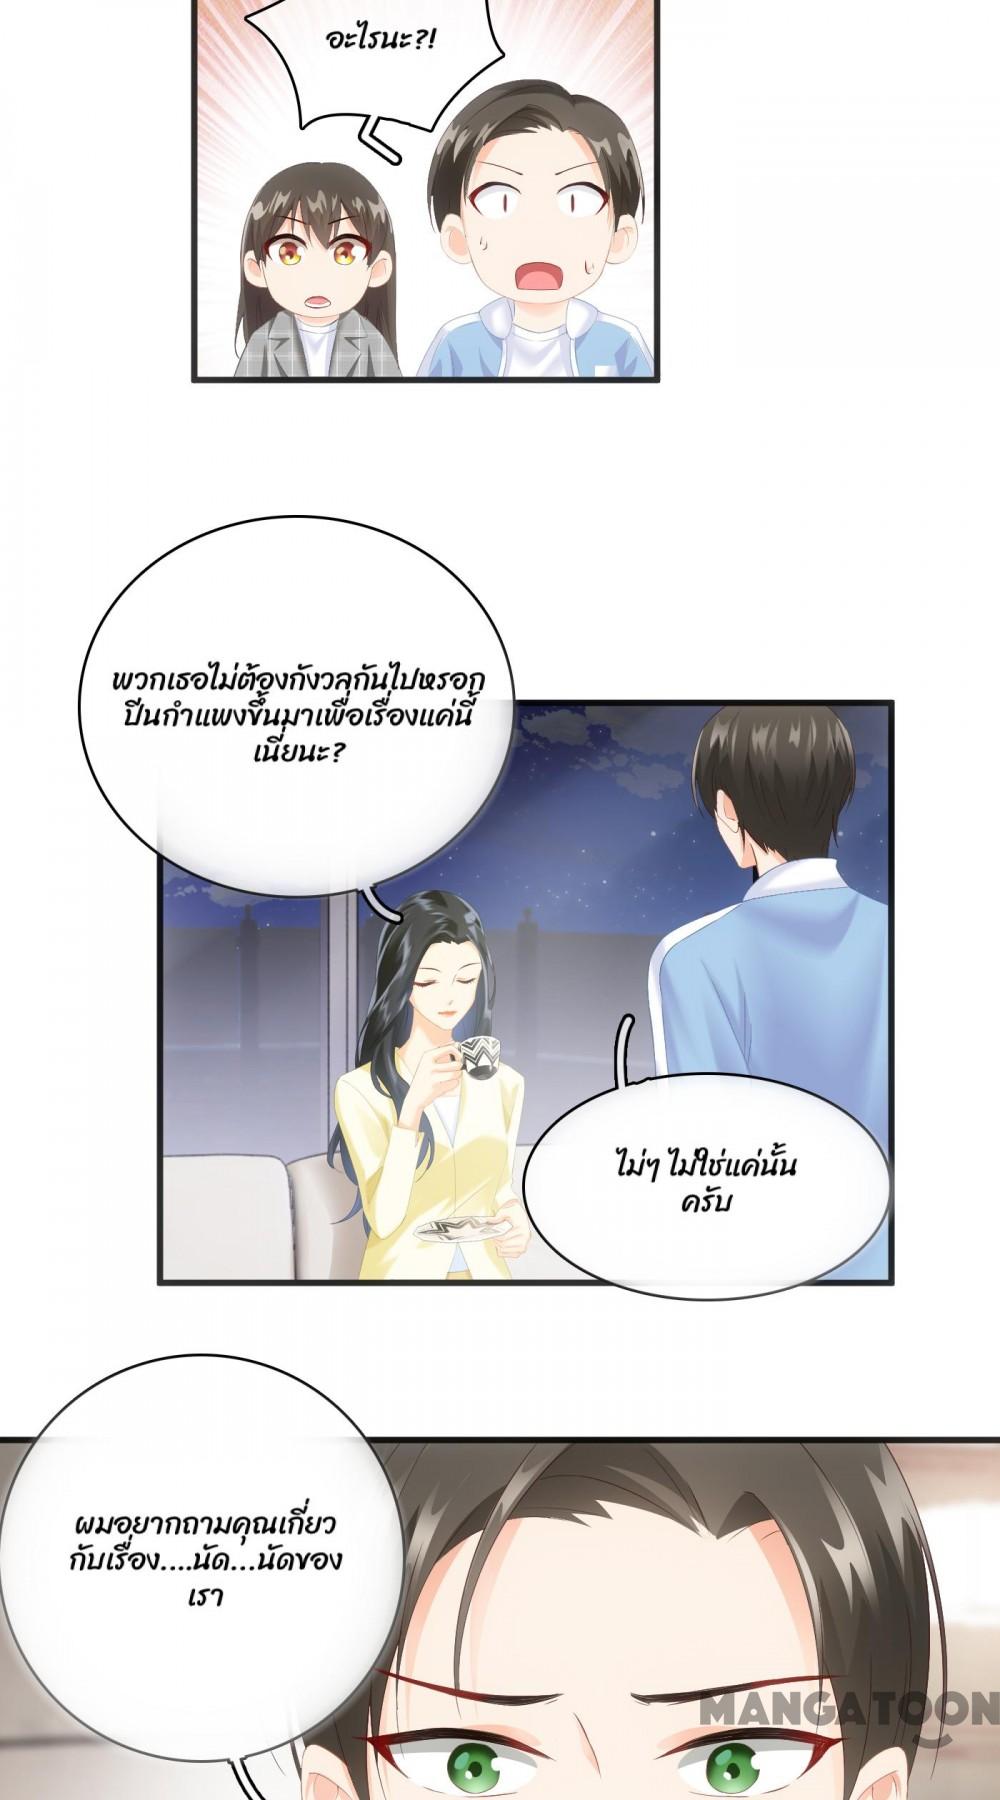 อะไรนะ?!
พวกเธอไม่ต้องกังวลกันไปหรอก
ปีนกำแพงขึ้นมาเพื่อเรื่องแค่นี้
เนี่ยนะ?
ไม่ๆ ไม่ใช่แค่นั้น
ครับ
ผมอยากถามคุณเกี่ยว
กับเรื่อง....นัด...นัดของ
เรา
MANGATOON